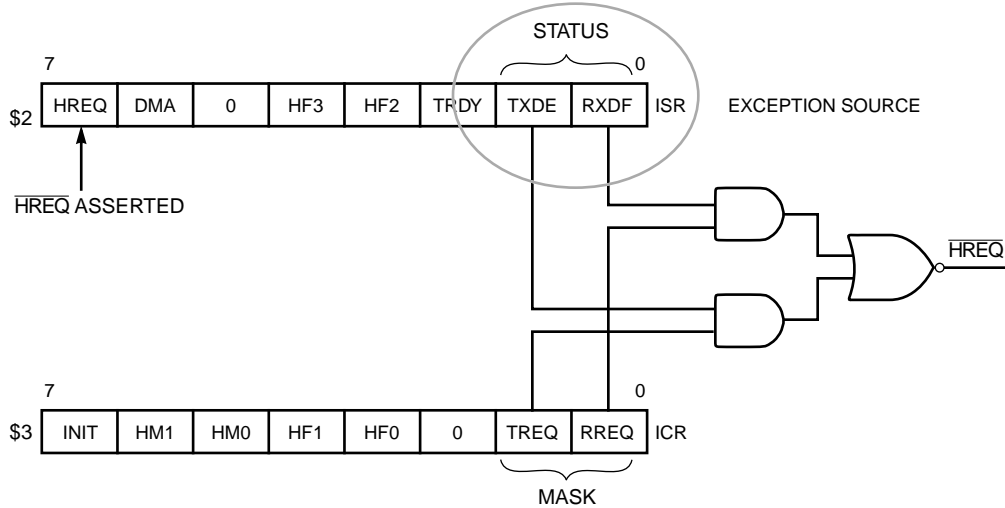 STATUS
7 0
$2 HREQ DMA 0 HF3 HF2 TRDY TXDE RXDF ISR EXCEPTION SOURCE
HREQ ASSERTED
HREQ
7 0
$3 INIT HM1 HM0 HF1 HF0 0 TREQ RREQ ICR
MASK